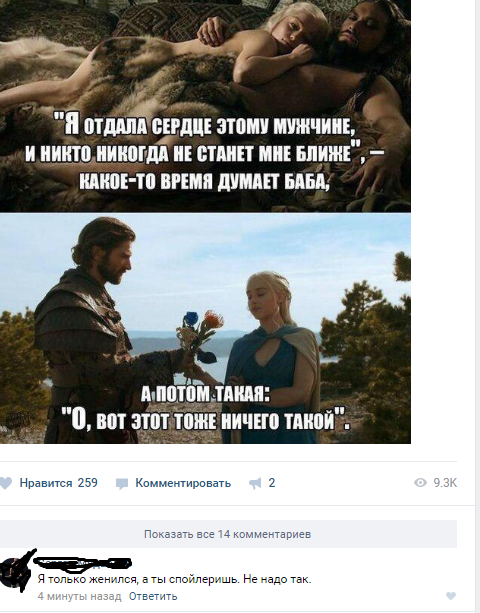 "Я ОТДАЛА СЕРДЦЕ ЭТОМУ МУЖЧИНЕ,
И НИКТО НИКОГДА НЕ СТАНЕТ МНЕ БЛИЖЕ", —
КАКОЕ-ТО ВРЕМЯ ДУМАЕТ БАБА,
А ПОТОМ ТАКАЯ:
"О, ВОТ ЭТОТ ТОЖЕ НИЧЕГО ТАКОЙ".
Нравится 259 Комментировать 2 9.3K
Показать все 14 комментариев
Я только женился, а ты спойлеришь. Не надо так.
4 минуты назад Ответить